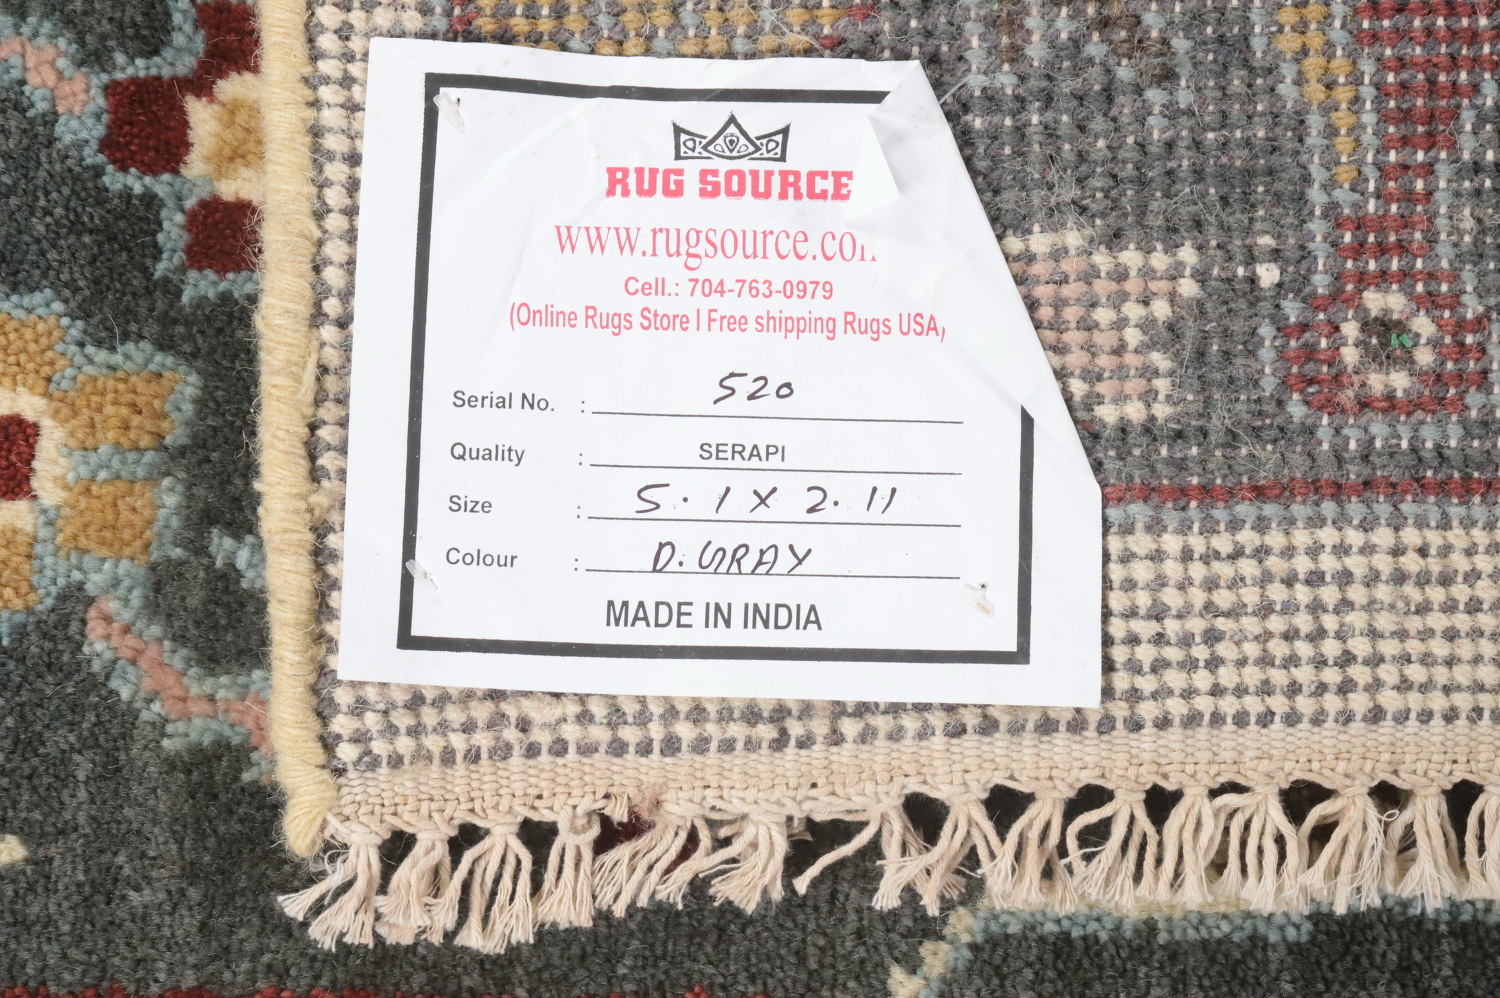 RUG SOURCE
www.rugsource.co
Cell.: 704-763-0979
(Online Rugs Store I Free shipping Rugs USA)
Serial No. : 520
Quality : SERAPI
Size : 5.1 X 2.11
Colour : D. GRAY
MADE IN INDIA